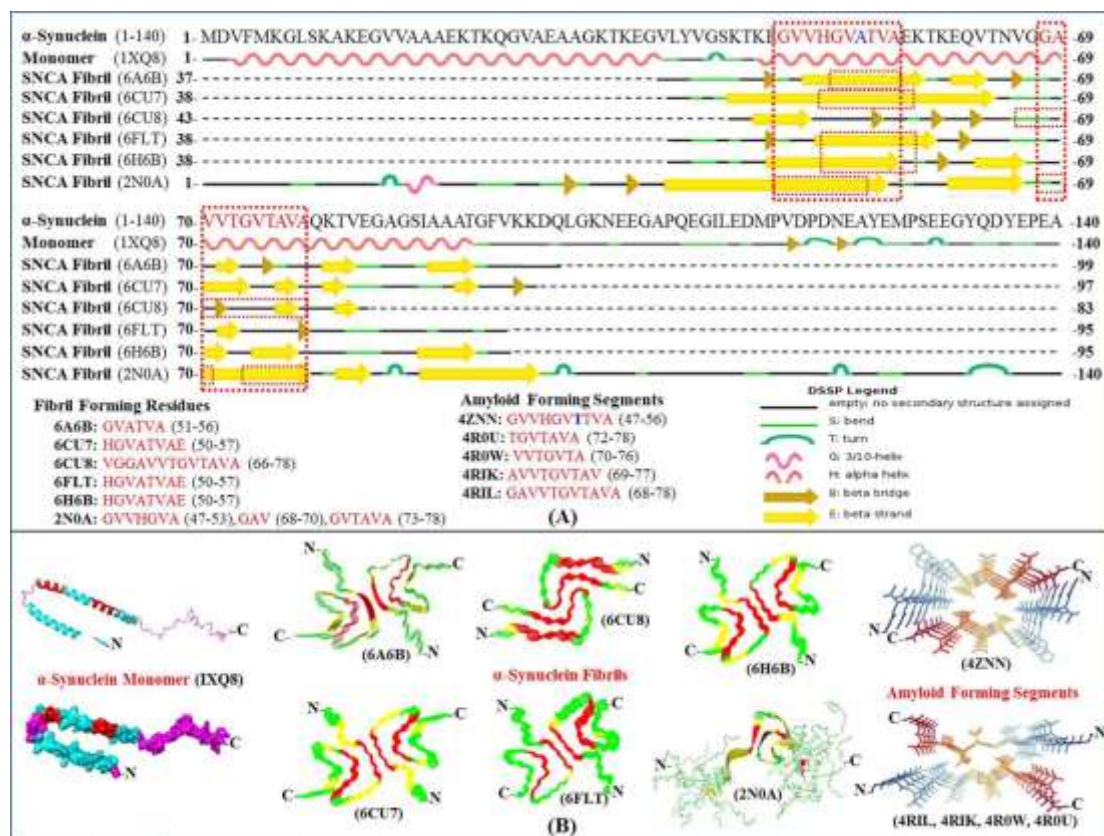 α-Synuclein (1-140) 1- MDVFMKGLSKAKEGVVAAAEKTKQGVAEAAGKTKEGVLYVGSKTKEGVVHGVATVAEKTKEQVTNVGGA -69
Monomer (1XQ8) 1- -69
SNCA Fibril (6A6B) 37- -69
SNCA Fibril (6CU7) 38- -69
SNCA Fibril (6CU8) 43- -69
SNCA Fibril (6FLT) 38- -69
SNCA Fibril (6H6B) 38- -69
SNCA Fibril (2N0A) 1- -69
α-Synuclein (1-140) 70- VVTGVTAVAQKTVEGAGSIAAATGFVKKDQLGKNEEGAPQEGILEDMPVDPDNEAYEMPSEEGYQDYEPEA -140
Monomer (1XQ8) 70- -140
SNCA Fibril (6A6B) 70- -99
SNCA Fibril (6CU7) 70- -97
SNCA Fibril (6CU8) 70- -83
SNCA Fibril (6FLT) 70- -95
SNCA Fibril (6H6B) 70- -95
SNCA Fibril (2N0A) 70- -140
Fibril Forming Residues
6A6B: GVATVA (51-56)
6CU7: HGVATVAE (50-57)
6CU8: VGGAVVTGVTAVA (66-78)
6FLT: HGVATVAE (50-57)
6H6B: HGVATVAE (50-57)
2N0A: GVVHGVA (47-53), GAV (68-70), GVTAVA (73-78)
Amyloid Forming Segments
4ZNN: GVVHGVTTVA (47-56)
4R0U: TGVTAVA (72-78)
4R0W: VVTGVTA (70-76)
4RIK: AVVTGVTAV (69-77)
4RIL: GAVVTGVTAVA (68-78)
DSSP Legend
empty: no secondary structure assigned
S: bend
T: turn
G: 3/10-helix
H: alpha helix
B: beta bridge
E: beta strand
(A)
N
C
α-Synuclein Monomer (IXQ8)
C
N
N
C
C
N
(6A6B)
N
C
C
N
(6CU8)
N
C
C
N
(6H6B)
N
C
N
C
(4ZNN)
α-Synuclein Fibrils
Amyloid Forming Segments
N
C
C
N
(6CU7)
N
C
C
N
(6FLT)
N
C
(2N0A)
C
N
N
C
(4RIL, 4RIK, 4R0W, 4R0U)
(B)